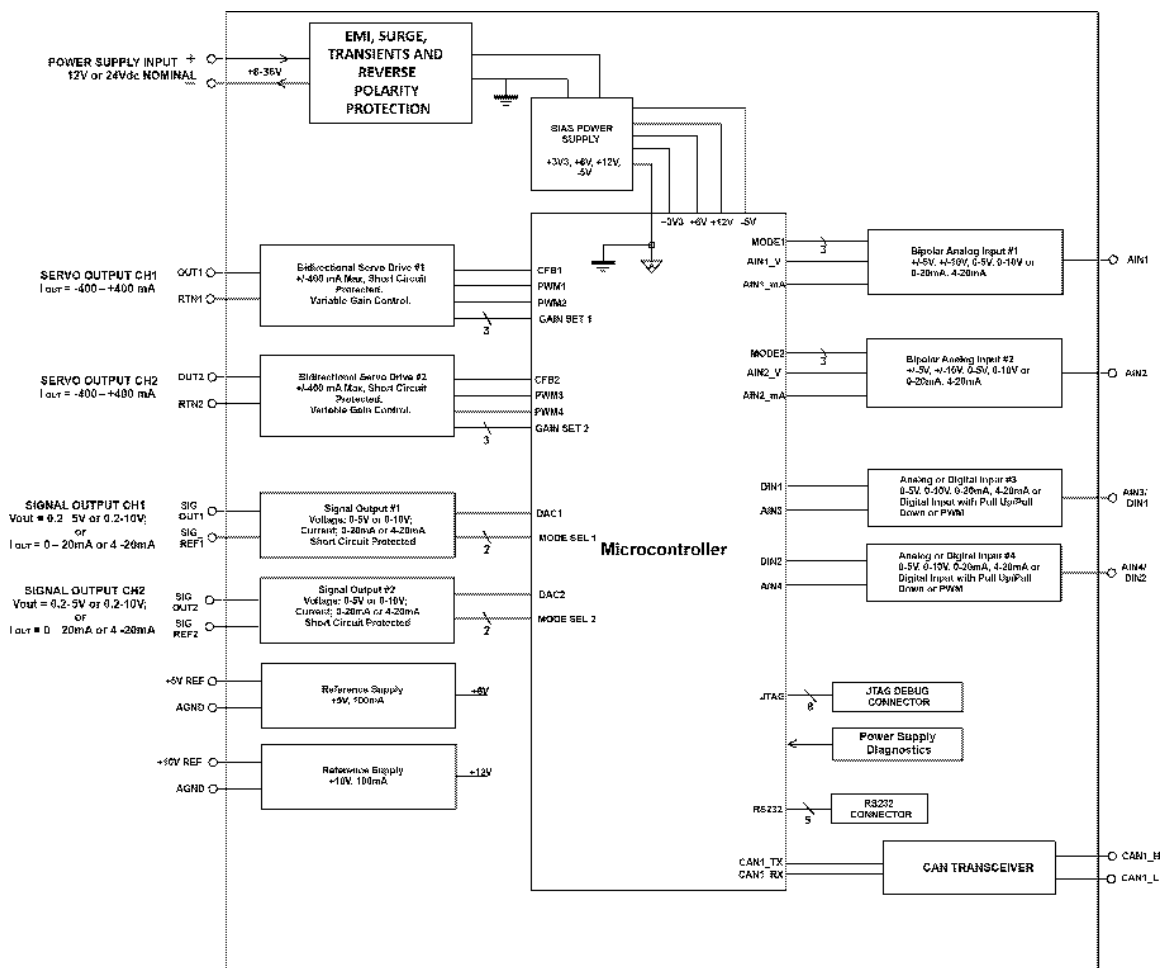 EMI, SURGE,
TRANSIENTS AND
REVERSE
POLARITY
PROTECTION
POWER SUPPLY INPUT
12V or 24Vdc NOMINAL
+
–
BIAS POWER
SUPPLY
-5V
+12V
-5V
MODE1
AIN1_V
3
Bipolar Analog Input #1
+/-5V, +/-10V, 0-5V, 0-10V or
0-20mA, 4-20mA
AIN1
SERVO OUTPUT CH1
I OUT = -400 – +400 mA
OUT1
RTN1
Bidirectional Servo Drive #1
+/-400 mA Max, Short Circuit
Protected.
Variable Gain Control.
CFB1
PWM1
PWM2
GAIN SET 1
3
MODE2
AIN2_V
AIN2_mA
3
Bipolar Analog Input #2
+/-5V, +/-10V, 0-5V, 0-10V or
0-20mA, 4-20mA
AIN2
SERVO OUTPUT CH2
I OUT = -400 – +400 mA
OUT2
RTN2
Bidirectional Servo Drive #2
+/-400 mA Max, Short Circuit
Protected.
Variable Gain Control.
CFB2
PWM3
PWM4
GAIN SET 2
3
DIN1
AIN3
Analog or Digital Input #3
0-5V, 0-10V, 0-20mA, 4-20mA or
Digital Input with Pull Up/Pull
Down or PWM
AIN3/
DIN1
SIGNAL OUTPUT CH1
or
SIG
OUT1
SIG_
REF1
Signal Output #1
Voltage: 0-5V or 0-10V;
Current: 0-20mA or 4-20mA
Short Circuit Protected
DAC1
MODE SEL 1
2
Microcontroller
DIN2
AIN4
Analog or Digital Input #4
0-5V, 0-10V, 0-20mA, 4-20mA or
Digital Input with Pull Up/Pull
Down or PWM
AIN4/
DIN2
SIGNAL OUTPUT CH2
Vout = 0.2-5V or 0.2-10V;
or
SIG
OUT2
SIG
REF2
Signal Output #2
Voltage: 0-5V or 0-10V;
Current: 0-20mA or 4-20mA
Short Circuit Protected
DAC2
MODE SEL 2
2
+5V REF
AGND
Reference Supply
+5V, 100mA
JTAG
JTAG DEBUG
CONNECTOR
Power Supply
Diagnostics
+10V REF
AGND
Reference Supply
+10V, 100mA
+12V
RS232
5
RS232
CONNECTOR
CAN1_TX
CAN1_RX
CAN TRANSCEIVER
CAN1_H
CAN1_L